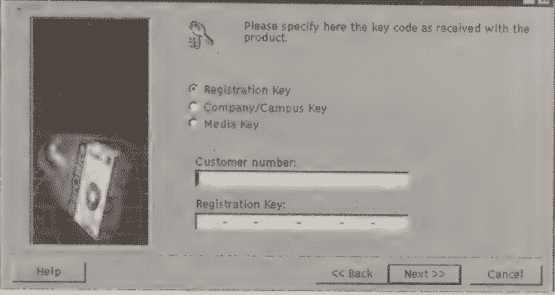 Please specify here the key code as received with the
product.
Registration Key
Company/Campus Key
Media Key
Customer number:
Registration Key:
- - - - -
Help
<< Back
Next >>
Cancel